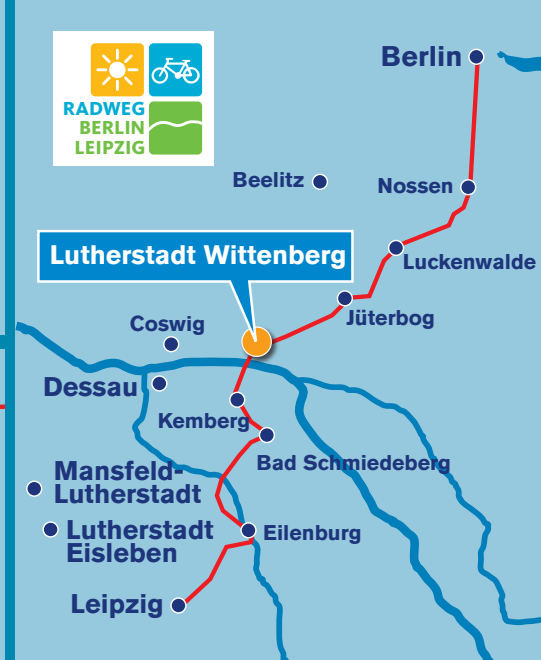 RADWEG
BERLIN
LEIPZIG
Berlin
Beelitz
Nossen
Lutherstadt Wittenberg
Luckenwalde
Coswig
Jüterbog
Dessau
Kemberg
Bad Schmiedeberg
Mansfeld-
Lutherstadt
Lutherstadt
Eisleben
Eilenburg
Leipzig